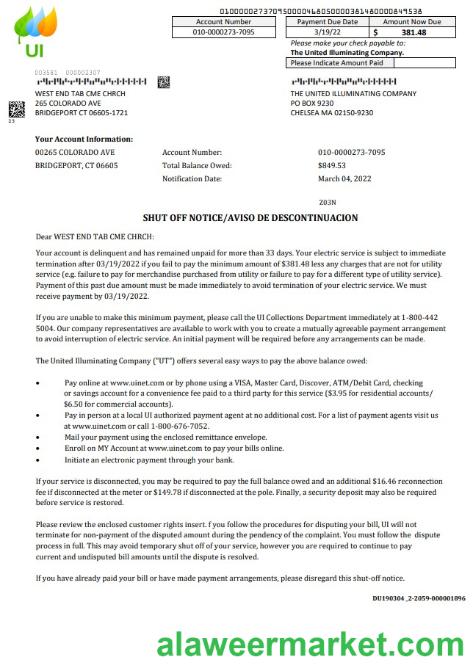 010000027370950000468050000381480000849538
Account Number
Payment Due Date
Amount Now Due
010-0000273-7095
3/19/22
$ 381.48
Please make your check payable to:
The United Illuminating Company.
Please Indicate Amount Paid
UI
003581 000002307
WEST END TAB CME CHRCH
265 COLORADO AVE
BRIDGEPORT CT 06605-1721
THE UNITED ILLUMINATING COMPANY
PO BOX 9230
CHELSEA MA 02150-9230
23
Your Account Information:
00265 COLORADO AVE
BRIDGEPORT, CT 06605
Account Number: 010-0000273-7095
Total Balance Owed: $849.53
Notification Date: March 04, 2022
Z03N
SHUT OFF NOTICE/AVISO DE DESCONTINUACION
Dear WEST END TAB CME CHRCH:
Your account is delinquent and has remained unpaid for more than 33 days. Your electric service is subject to immediate
termination after 03/19/2022 if you fail to pay the minimum amount of $381.48 less any charges that are not for utility
service (e.g. failure to pay for merchandise purchased from utility or failure to pay for a different type of utility service).
Payment of this past due amount must be made immediately to avoid termination of your electric service. We must
receive payment by 03/19/2022.
If you are unable to make this minimum payment, please call the UI Collections Department immediately at 1-800-442
5004. Our company representatives are available to work with you to create a mutually agreeable payment arrangement
to avoid interruption of electric service. An initial payment will be required before any arrangements can be made.
The United Illuminating Company ("UI") offers several easy ways to pay the above balance owed:
• Pay online at www.uinet.com or by phone using a VISA, Master Card, Discover, ATM/Debit Card, checking
or savings account for a convenience fee paid to a third party for this service ($3.95 for residential accounts/
$6.50 for commercial accounts).
• Pay in person at a local UI authorized payment agent at no additional cost. For a list of payment agents visit us
at www.uinet.com or call 1-800-676-7052.
• Mail your payment using the enclosed remittance envelope.
• Enroll on MY Account at www.uinet.com to pay your bills online.
• Initiate an electronic payment through your bank.
If your service is disconnected, you may be required to pay the full balance owed and an additional $16.46 reconnection
fee if disconnected at the meter or $149.78 if disconnected at the pole. Finally, a security deposit may also be required
before service is restored.
Please review the enclosed customer rights insert. f you follow the procedures for disputing your bill, UI will not
terminate for non-payment of the disputed amount during the pendency of the complaint. You must follow the dispute
process in full. This may avoid temporary shut off of your service, however you are required to continue to pay
current and undisputed bill amounts until the dispute is resolved.
If you have already paid your bill or have made payment arrangements, please disregard this shut-off notice.
DU190304 ,2-2059-000001896
alaweermarket.com